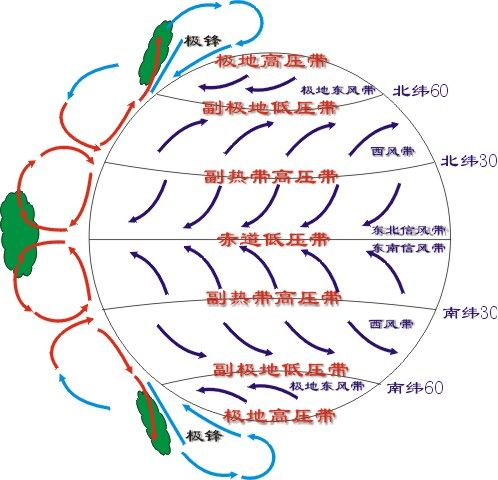 极锋
极地高压带
极地东风带
北纬60
副极地低压带
西风带
北纬30
副热带高压带
东北信风带
赤道低压带
东南信风带
副热带高压带
南纬30
西风带
副极地低压带
极地东风带
南纬60
极地高压带
极锋